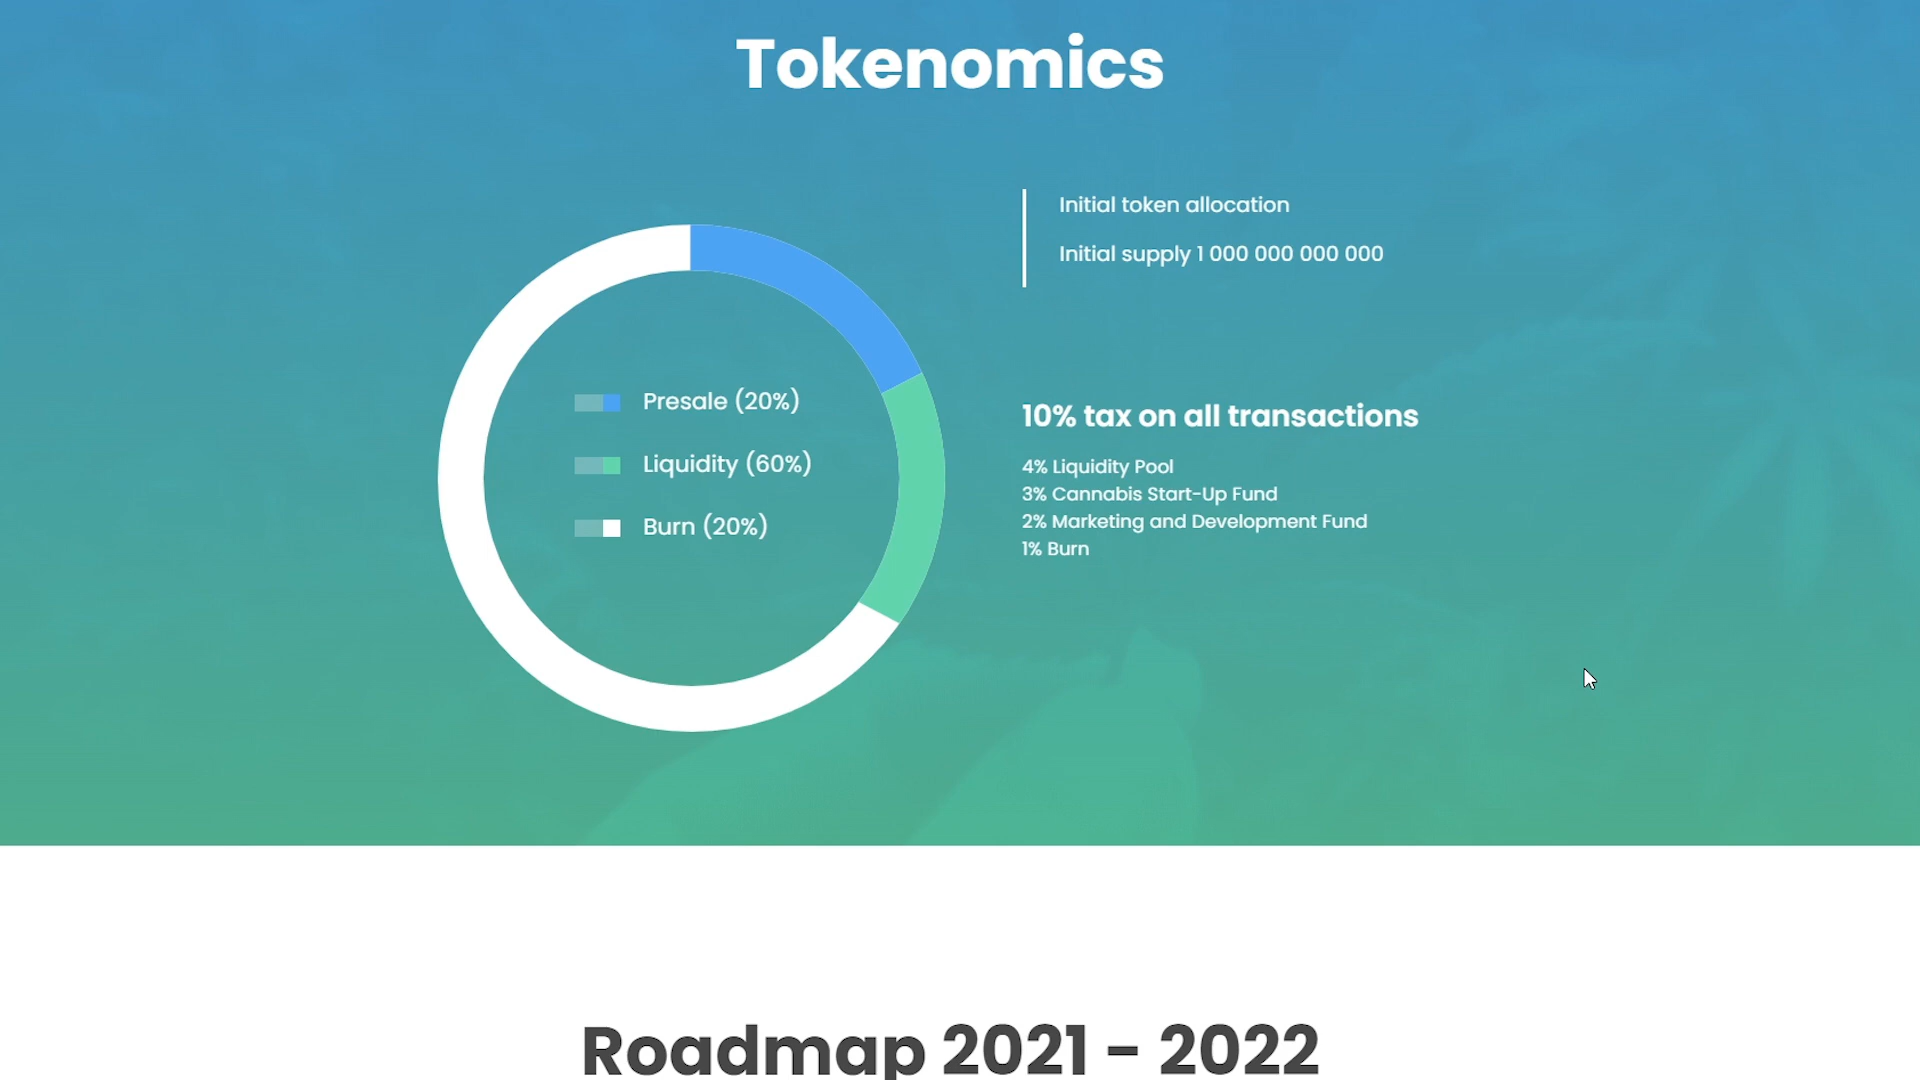 Tokenomics
Initial token allocation
Initial supply 1 000 000 000 000
Presale (20%)
Liquidity (60%)
Burn (20%)
10% tax on all transactions
4% Liquidity Pool
3% Cannabis Start-Up Fund
2% Marketing and Development Fund
1% Burn
Roadmap 2021 - 2022